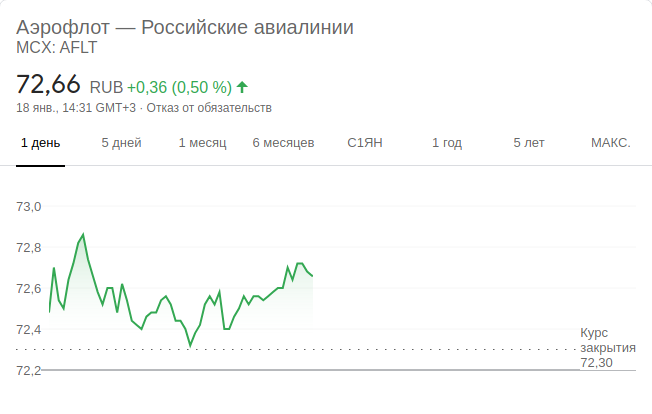 Аэрофлот — Российские авиалинии
MCX: AFLT
72,66 RUB +0,36 (0,50 %)
18 янв., 14:31 GMT+3 · Отказ от обязательств
1 день 5 дней 1 месяц 6 месяцев С1ЯН 1 год 5 лет МАКС.
73,0
72,8
72,6
72,4
72,2
Курс
закрытия
72,30